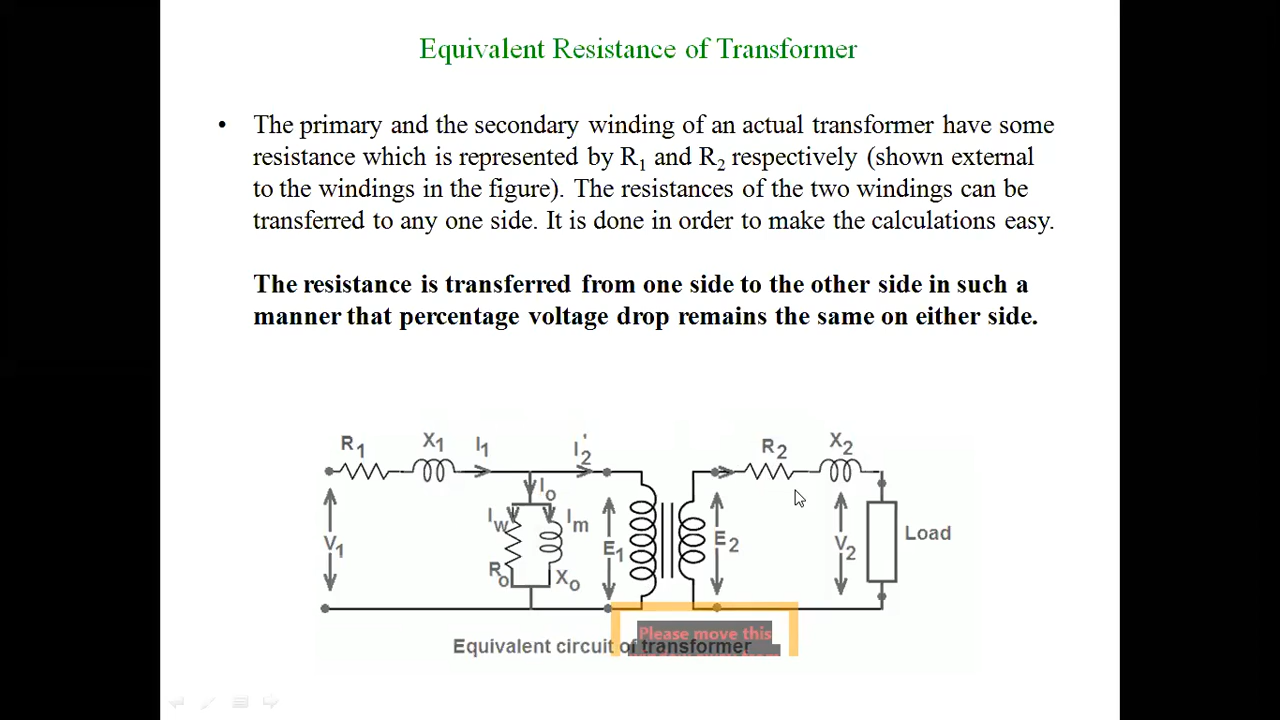 Equivalent Resistance of Transformer
• The primary and the secondary winding of an actual transformer have some
resistance which is represented by R1 and R2 respectively (shown external
to the windings in the figure). The resistances of the two windings can be
transferred to any one side. It is done in order to make the calculations easy.
The resistance is transferred from one side to the other side in such a
manner that percentage voltage drop remains the same on either side.
R1 X1 I1 I2' R2 X2
Io
Iw Im
V1 E1 E2 V2 Load
Ro Xo
Please move this
Equivalent circuit of transformer